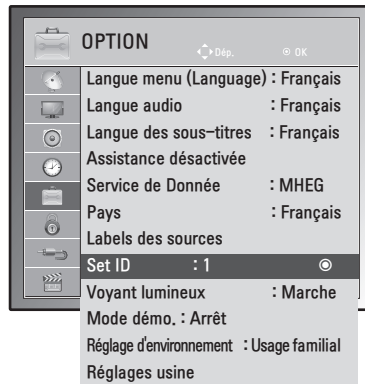 OPTION
Dép.
OK
Langue menu (Language) : Français
Langue audio : Français
Langue des sous-titres : Français
Assistance désactivée
Service de Donnée : MHEG
Pays : Français
Labels des sources
Set ID : 1
Voyant lumineux : Marche
Mode démo. : Arrêt
Réglage d'environnement : Usage familial
Réglages usine